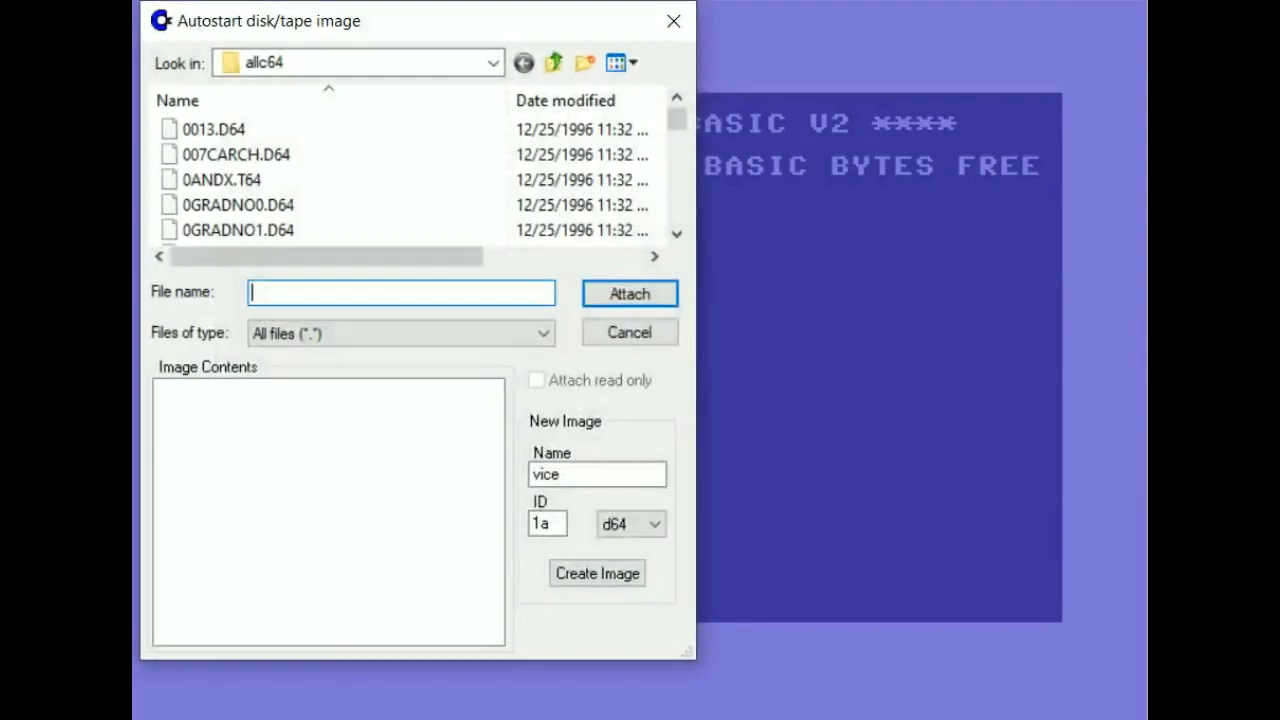 Autostart disk/tape image
Look in: allc64
Name Date modified
0013.D64 12/25/1996 11:32 ...
007CARCH.D64 12/25/1996 11:32 ...
0ANDX.T64 12/25/1996 11:32 ...
0GRADNO0.D64 12/25/1996 11:32 ...
0GRADNO1.D64 12/25/1996 11:32 ...
File name: Attach
Files of type: All files (*.*) Cancel
Image Contents
Attach read only
New Image
Name
vice
ID
1a d64
Create Image
ASIC V2 ****
BASIC BYTES FREE